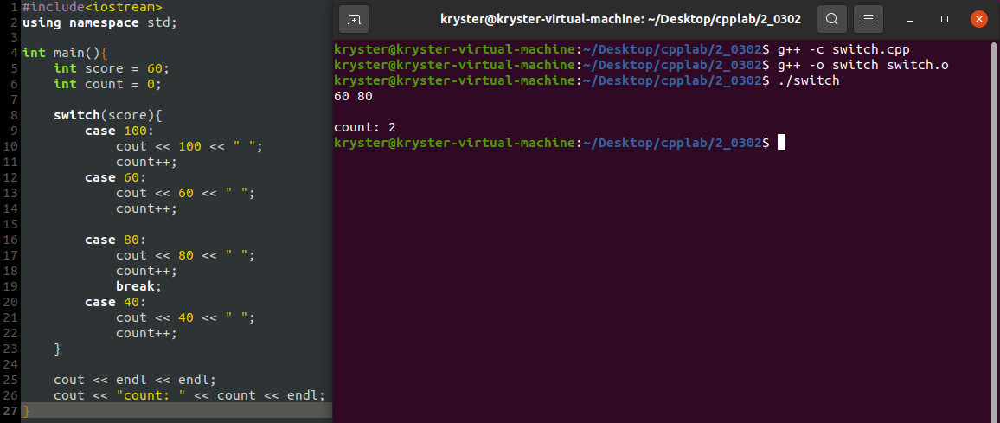 1 #include<iostream>
2 using namespace std;
3
4 int main(){
5     int score = 60;
6     int count = 0;
7
8     switch(score){
9         case 100:
10             cout << 100 << " ";
11             count++;
12         case 60:
13             cout << 60 << " ";
14             count++;
15
16         case 80:
17             cout << 80 << " ";
18             count++;
19             break;
20         case 40:
21             cout << 40 << " ";
22             count++;
23     }
24
25     cout << endl << endl;
26     cout << "count: " << count << endl;
27 }
kryster@kryster-virtual-machine: ~/Desktop/cpplab/2_0302
kryster@kryster-virtual-machine:~/Desktop/cpplab/2_0302$ g++ -c switch.cpp
kryster@kryster-virtual-machine:~/Desktop/cpplab/2_0302$ g++ -o switch switch.o
kryster@kryster-virtual-machine:~/Desktop/cpplab/2_0302$ ./switch
60 80

count: 2
kryster@kryster-virtual-machine:~/Desktop/cpplab/2_0302$